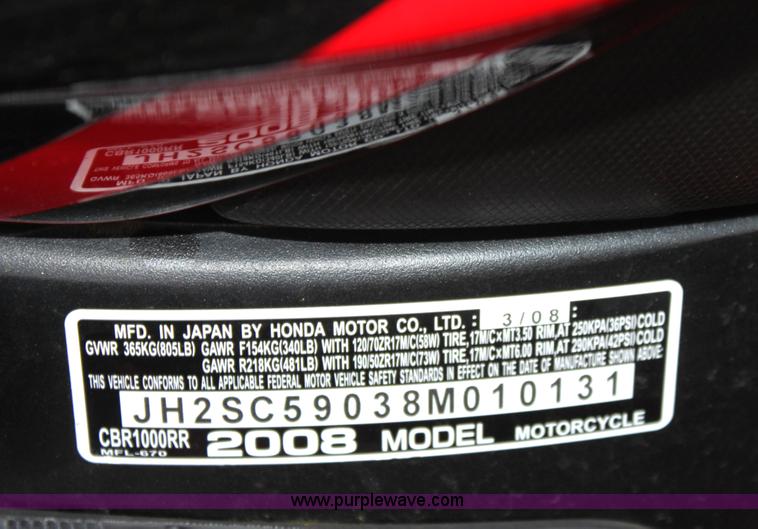 MFD. IN JAPAN BY HONDA MOTOR CO., LTD. : 3/08 :
GVWR 365KG(805LB) GAWR F154KG(340LB) WITH 120/70ZR17M/C(58W) TIRE, 17M/C×MT3.50 RIM, AT 250KPA(36PSI) COLD
GAWR R218KG(481LB) WITH 190/50ZR17M/C(73W) TIRE, 17M/C×MT6.00 RIM, AT 290KPA(42PSI) COLD
THIS VEHICLE CONFORMS TO ALL APPLICABLE FEDERAL MOTOR VEHICLE SAFETY STANDARDS IN EFFECT ON THE DATE OF MANUFACTURE SHOWN ABOVE.
JH2SC59038M010131
CBR1000RR 2008 MODEL MOTORCYCLE
MFL-670
www.purplewave.com